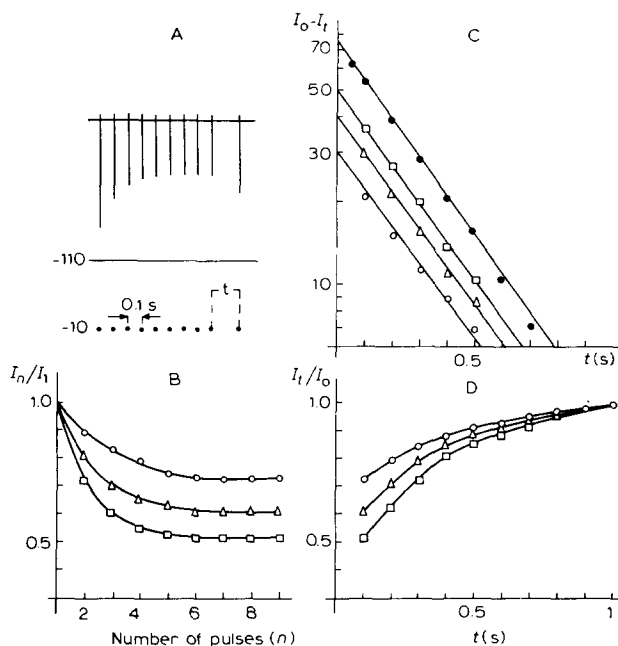 A
-110
0.1 s
t
-10
I_n/I_1
B
1.0
0.5
2
4
6
8
Number of pulses (n)
I_o-I_t
C
70
50
30
10
0.5
t(s)
I_t/I_o
D
1.0
0.5
0.5
1
t(s)